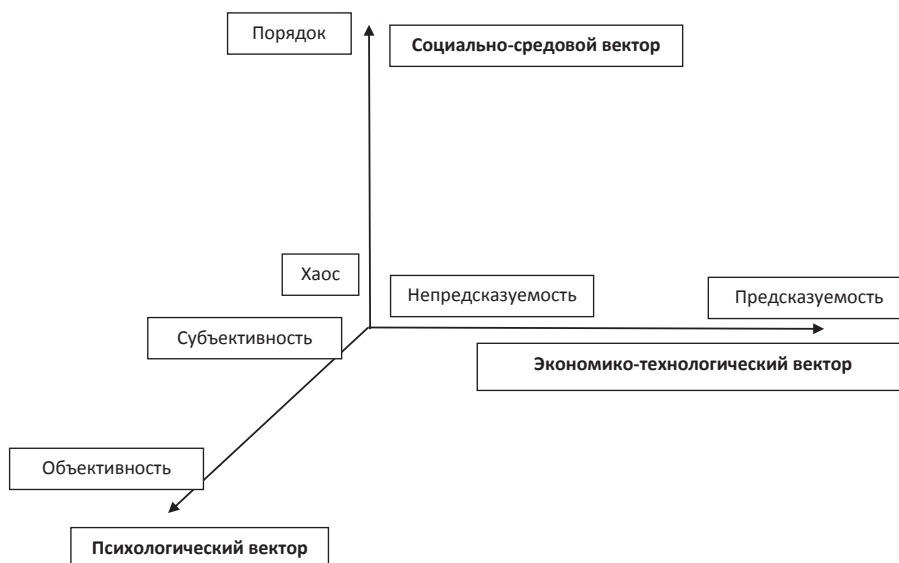 Порядок
Социально-средовой вектор
Хаос
Непредсказуемость
Предсказуемость
Субъективность
Экономико-технологический вектор
Объективность
Психологический вектор